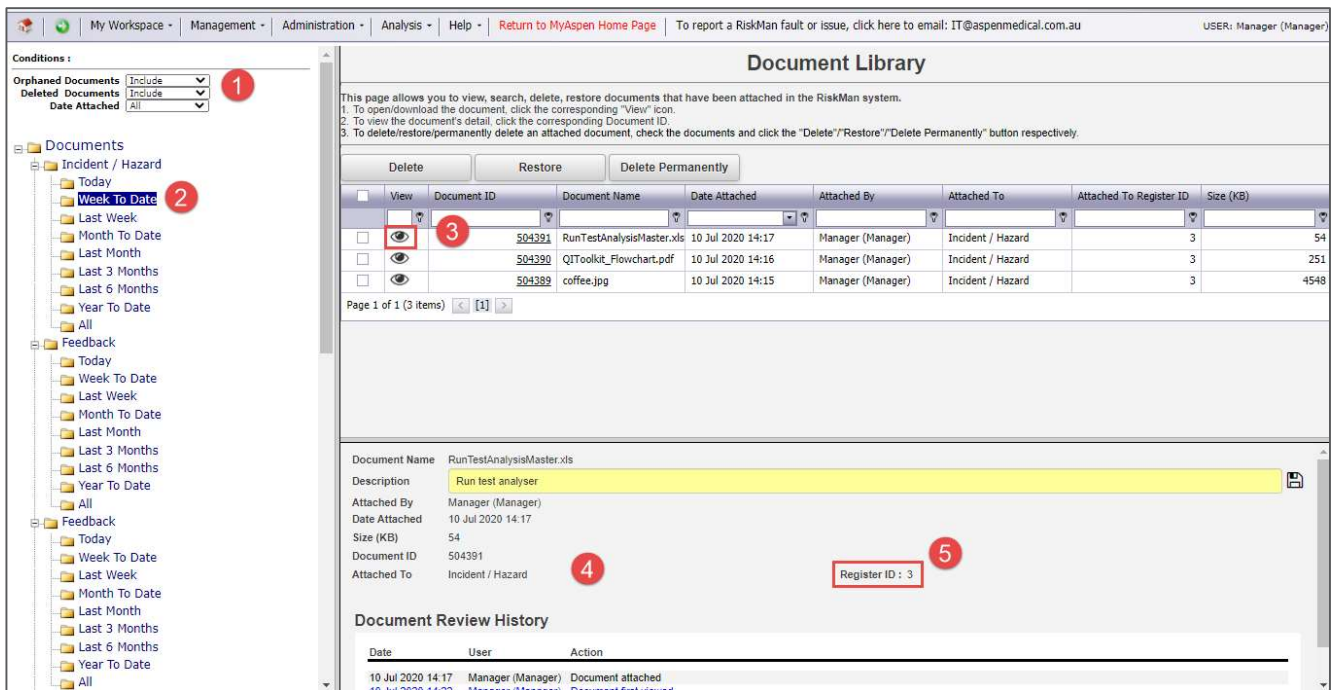 My Workspace - Management - Administration - Analysis - Help - Return to MyAspen Home Page To report a RiskMan fault or issue, click here to email: IT@aspenmedical.com.au USER: Manager (Manager)
Conditions :
Orphaned Documents Include
Deleted Documents Include
Date Attached All
1
Documents
Incident / Hazard
Today
Week To Date
2
Last Week
Month To Date
Last Month
Last 3 Months
Last 6 Months
Year To Date
All
Feedback
Today
Week To Date
Last Week
Month To Date
Last Month
Last 3 Months
Last 6 Months
Year To Date
All
Feedback
Today
Week To Date
Last Week
Month To Date
Last Month
Last 3 Months
Last 6 Months
Year To Date
All
Document Library
This page allows you to view, search, delete, restore documents that have been attached in the RiskMan system.
1. To open/download the document, click the corresponding "View" icon.
2. To view the document's detail, click the corresponding Document ID.
3. To delete/restore/permanently delete an attached document, check the documents and click the "Delete"/"Restore"/"Delete Permanently" button respectively.
Delete Restore Delete Permanently
View Document ID Document Name Date Attached Attached By Attached To Attached To Register ID Size (KB)
3
504391 RunTestAnalysisMaster.xls 10 Jul 2020 14:17 Manager (Manager) Incident / Hazard 3 54
504390 QIToolkit_Flowchart.pdf 10 Jul 2020 14:16 Manager (Manager) Incident / Hazard 3 251
504389 coffee.jpg 10 Jul 2020 14:15 Manager (Manager) Incident / Hazard 3 4548
Page 1 of 1 (3 items) < [1] >
Document Name RunTestAnalysisMaster.xls
Description Run test analyser
Attached By Manager (Manager)
Date Attached 10 Jul 2020 14:17
Size (KB) 54
Document ID 504391
Attached To Incident / Hazard
4
Register ID : 3
5
Document Review History
Date User Action
10 Jul 2020 14:17 Manager (Manager) Document attached
10 Jul 2020 Manager (Manager) Document first viewed